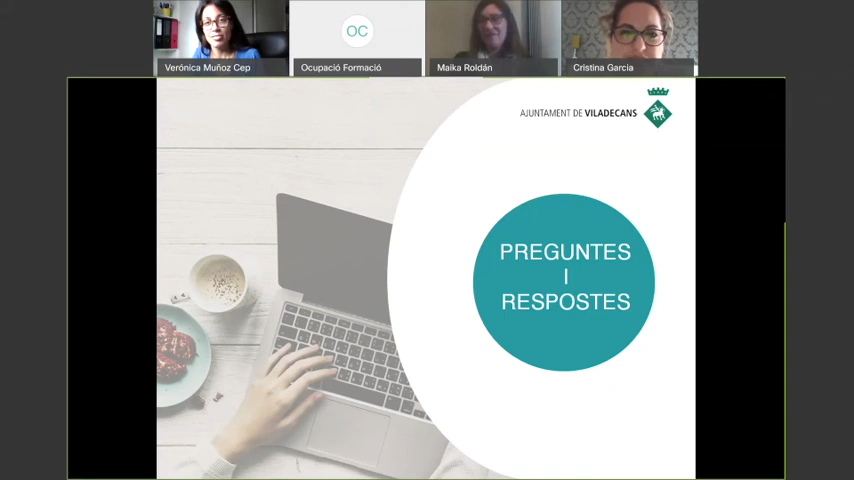 OC
Verónica Muñoz Cep
Ocupació Formació
Maika Roldán
Cristina Garcia
AJUNTAMENT DE VILADECANS
PREGUNTES
I
RESPOSTES